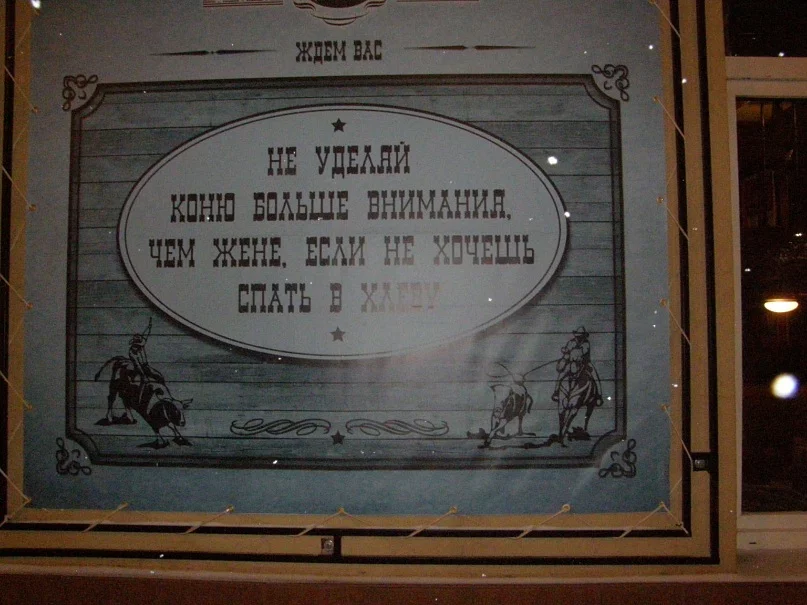 ЖДЕМ ВАС
НЕ УДЕЛЯЙ
КОНЮ БОЛЬШЕ ВНИМАНИЯ,
ЧЕМ ЖЕНЕ, ЕСЛИ НЕ ХОЧЕШЬ
СПАТЬ В ХЛЕВУ